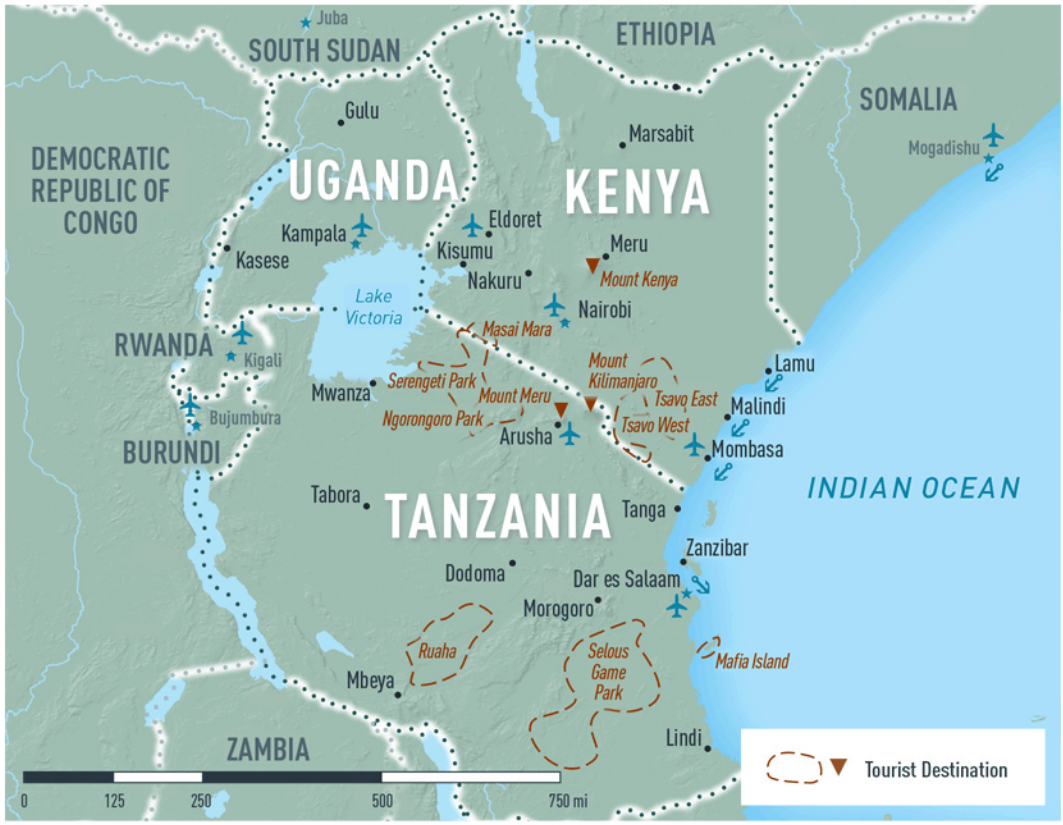 Juba
SOUTH SUDAN
ETHIOPIA
SOMALIA
Gulu
Marsabit
Mogadishu
DEMOCRATIC
REPUBLIC OF
CONGO
UGANDA
KENYA
Kampala
Eldoret
Kasese
Kisumu
Meru
Nakuru
Mount Kenya
Lake
Victoria
Nairobi
Masai Mara
RWANDA
Kigali
Mount
Kilimanjaro
Lamu
Serengeti Park
Mwanza
Mount Meru
Tsavo East
Malindi
Bujumbura
Ngorongoro Park
Tsavo West
Arusha
Mombasa
BURUNDI
INDIAN OCEAN
Tabora
TANZANIA
Tanga
Zanzibar
Dodoma
Dar es Salaam
Morogoro
Ruaha
Selous
Game
Park
Mafia Island
Mbeya
Lindi
ZAMBIA
Tourist Destination
0 125 250 500 750 mi